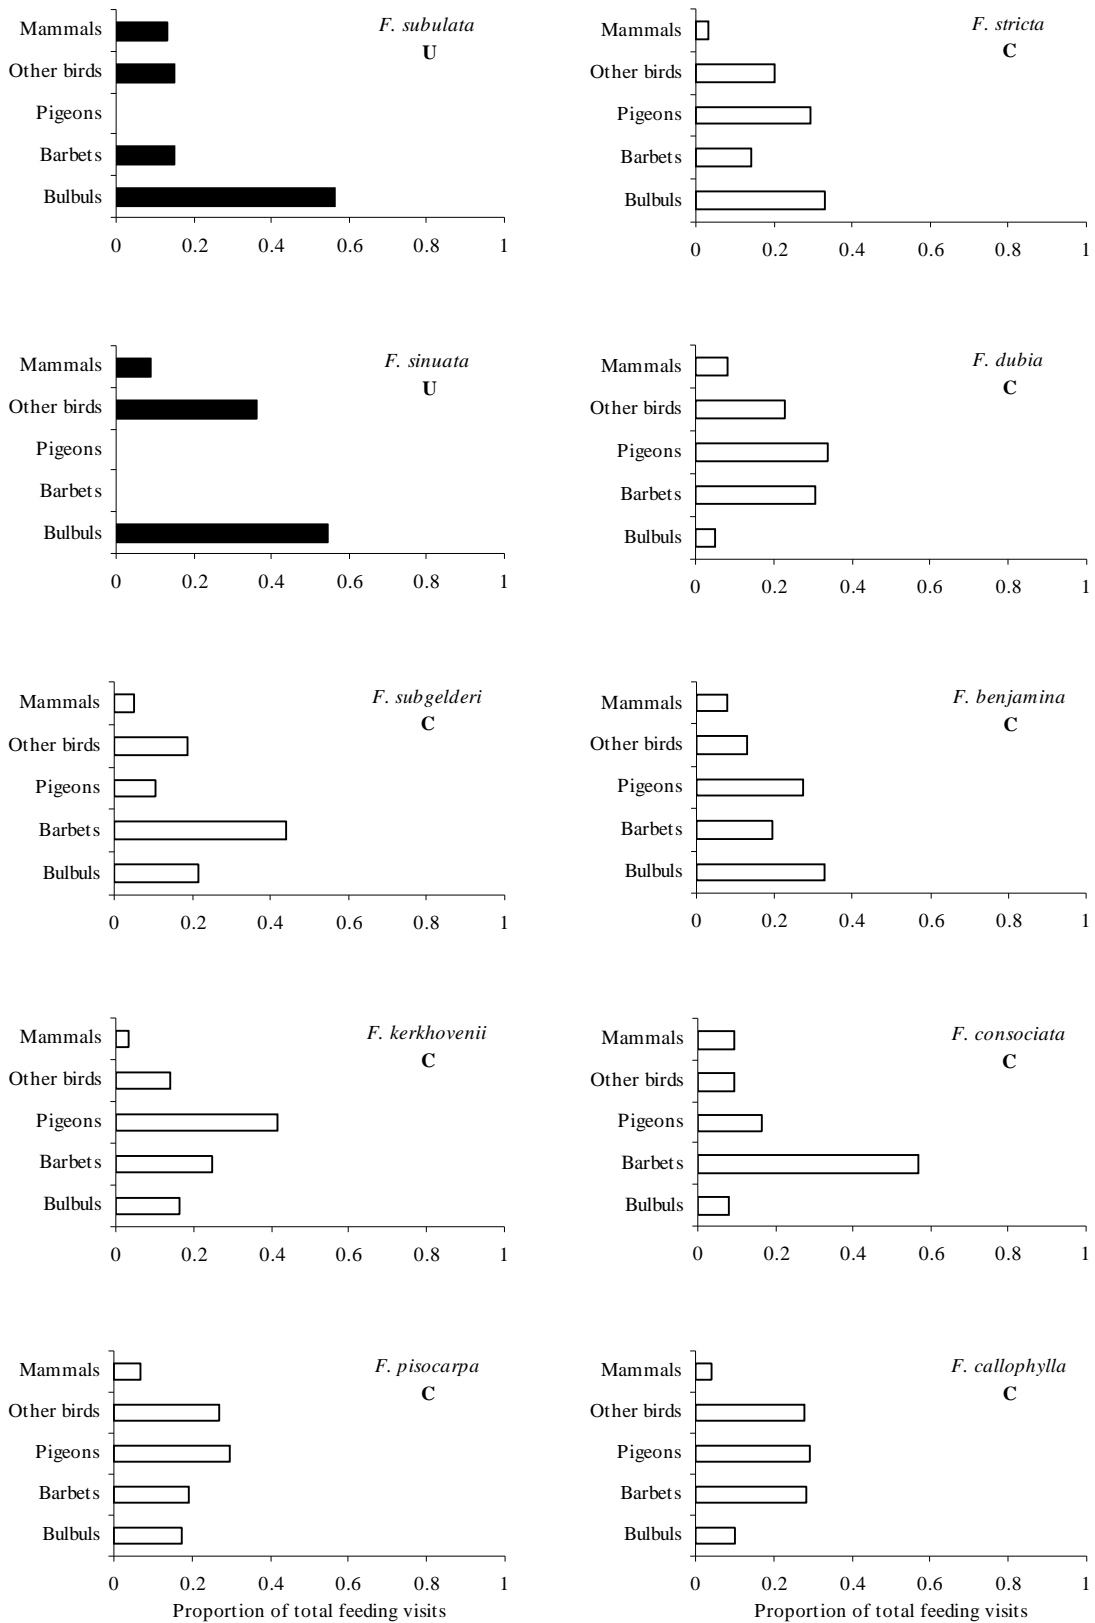 F. subulata
U
Mammals
Other birds
Pigeons
Barbets
Bulbuls
0 0.2 0.4 0.6 0.8 1
F. stricta
C
Mammals
Other birds
Pigeons
Barbets
Bulbuls
0 0.2 0.4 0.6 0.8 1
F. sinuata
U
Mammals
Other birds
Pigeons
Barbets
Bulbuls
0 0.2 0.4 0.6 0.8 1
F. dubia
C
Mammals
Other birds
Pigeons
Barbets
Bulbuls
0 0.2 0.4 0.6 0.8 1
F. subgelderi
C
Mammals
Other birds
Pigeons
Barbets
Bulbuls
0 0.2 0.4 0.6 0.8 1
F. benjamina
C
Mammals
Other birds
Pigeons
Barbets
Bulbuls
0 0.2 0.4 0.6 0.8 1
F. kerkhovenii
C
Mammals
Other birds
Pigeons
Barbets
Bulbuls
0 0.2 0.4 0.6 0.8 1
F. consociata
C
Mammals
Other birds
Pigeons
Barbets
Bulbuls
0 0.2 0.4 0.6 0.8 1
F. pisocarpa
C
Mammals
Other birds
Pigeons
Barbets
Bulbuls
0 0.2 0.4 0.6 0.8 1
Proportion of total feeding visits
F. callophylla
C
Mammals
Other birds
Pigeons
Barbets
Bulbuls
0 0.2 0.4 0.6 0.8 1
Proportion of total feeding visits